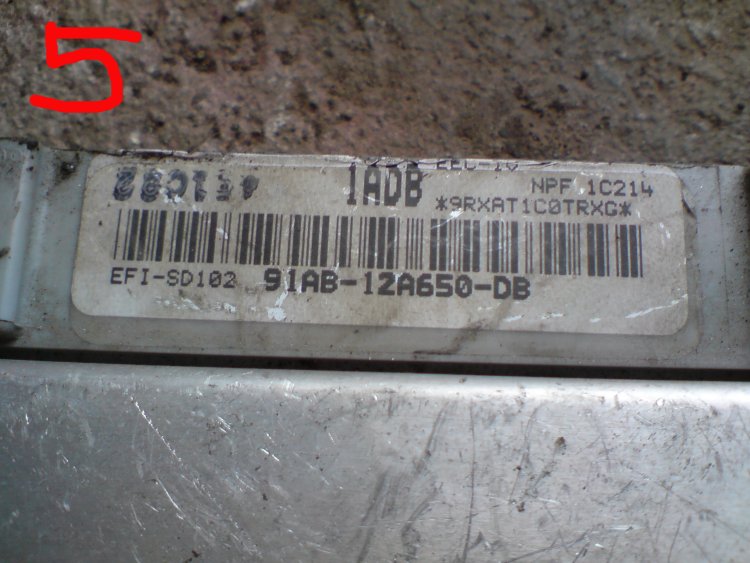 5
1ADB NPF 1C214
*9RXAT1C0TRXG*
EFI-SD102 91AB-12A650-DB